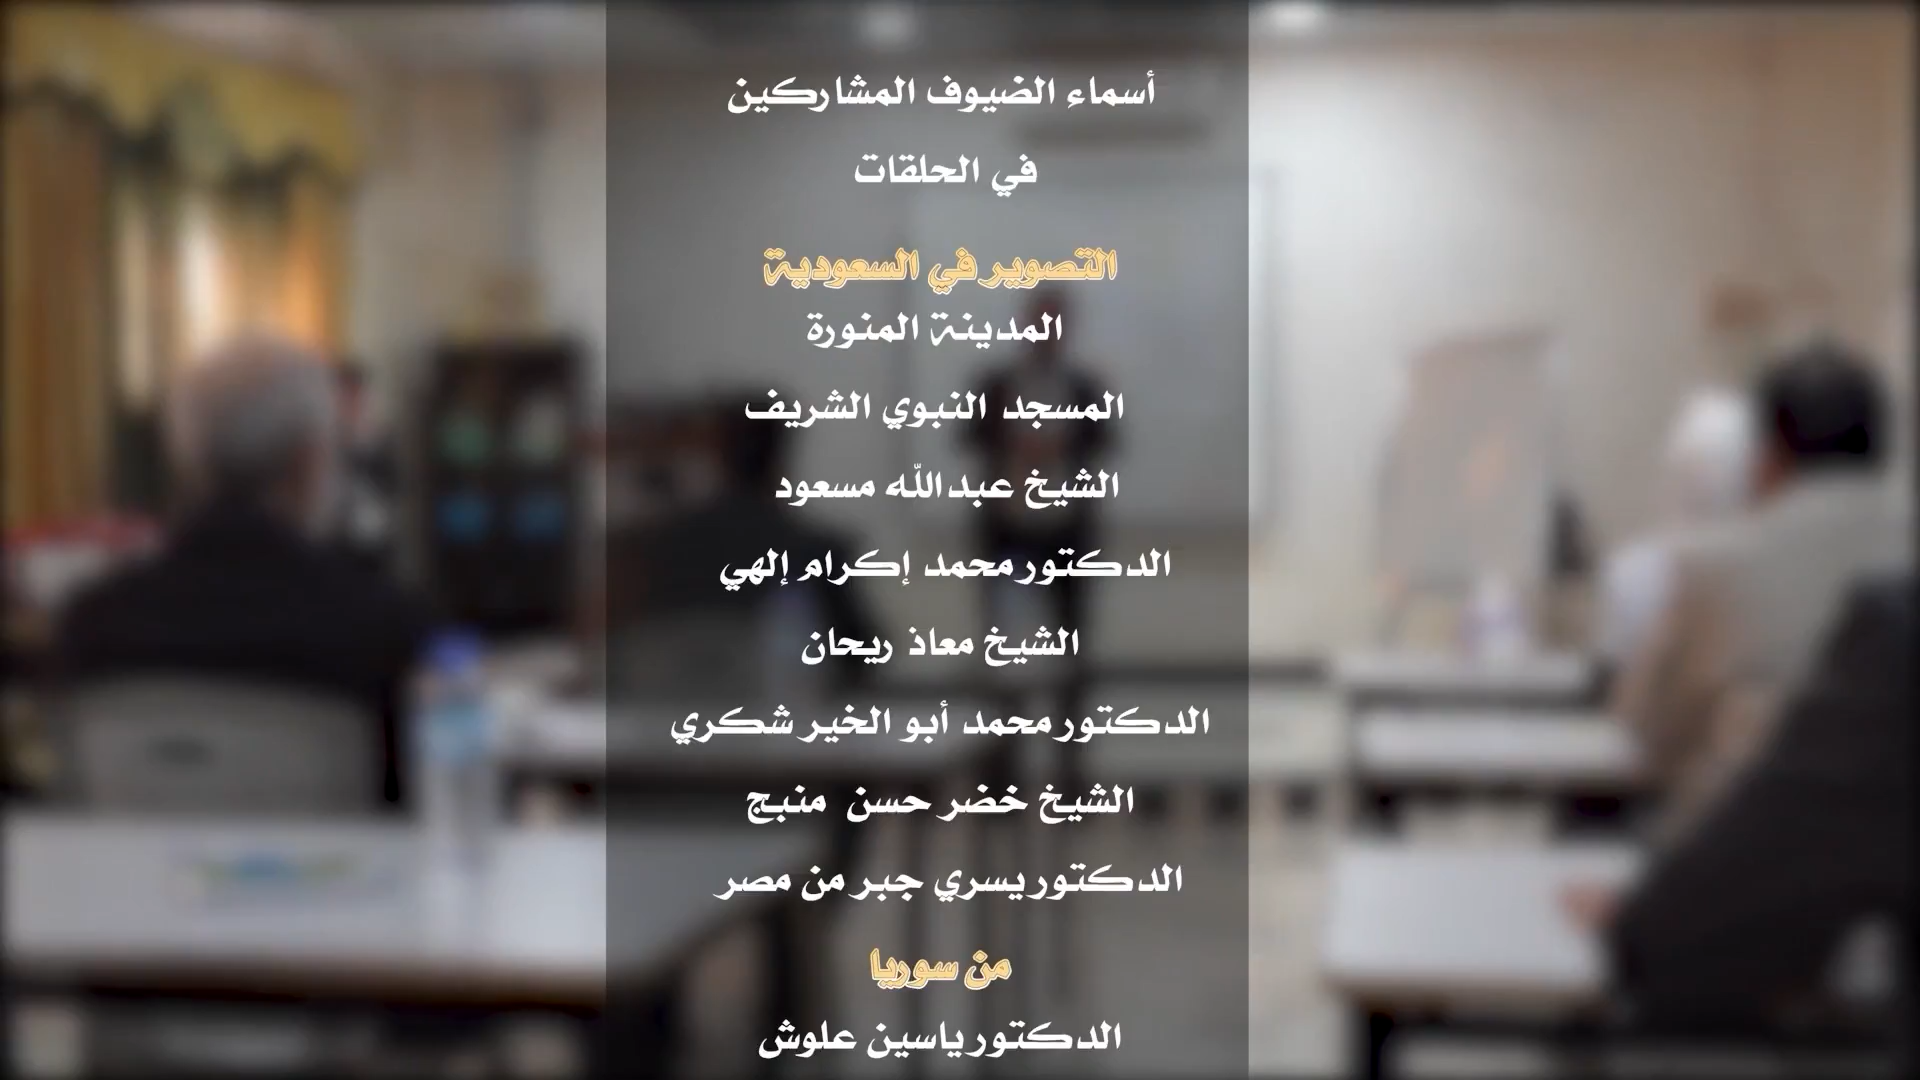 أسماء الضيوف المشاركين
في الحلقات
التصوير في السعودية
المدينة المنورة
المسجد النبوي الشريف
الشيخ عبدالله مسعود
الدكتور محمد إكرام إلهي
الشيخ معاذ ريحان
الدكتور محمد أبو الخير شكري
الشيخ خضر حسن منبج
الدكتور يسري جبر من مصر
من سوريا
الدكتور ياسين علوش